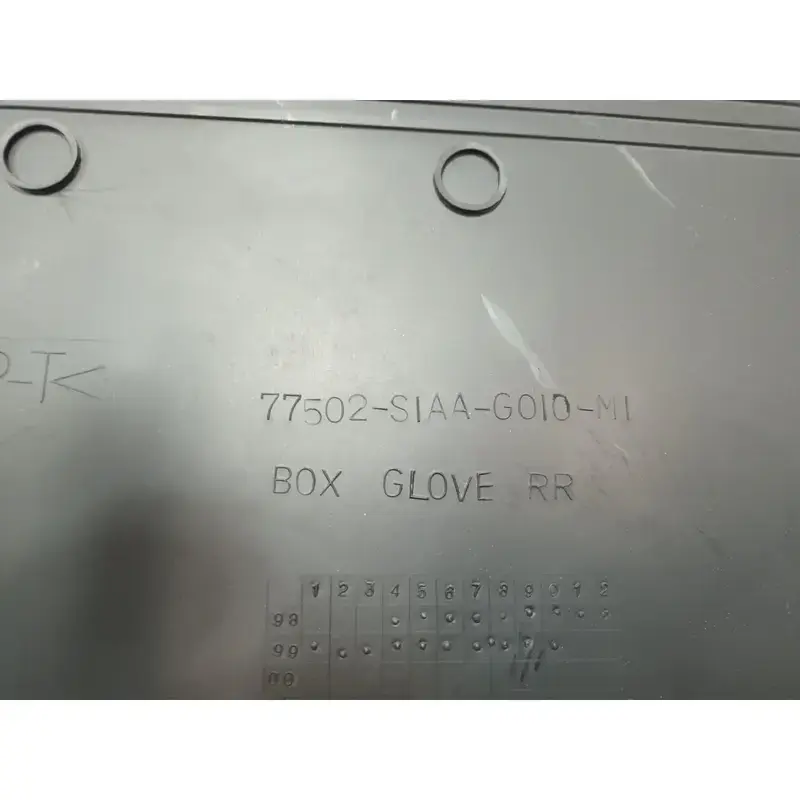 P-T<
77502-S1AA-G010-M1
BOX GLOVE RR
1 2 3 4 5 6 7 8 9 0 1 2
98
99
00